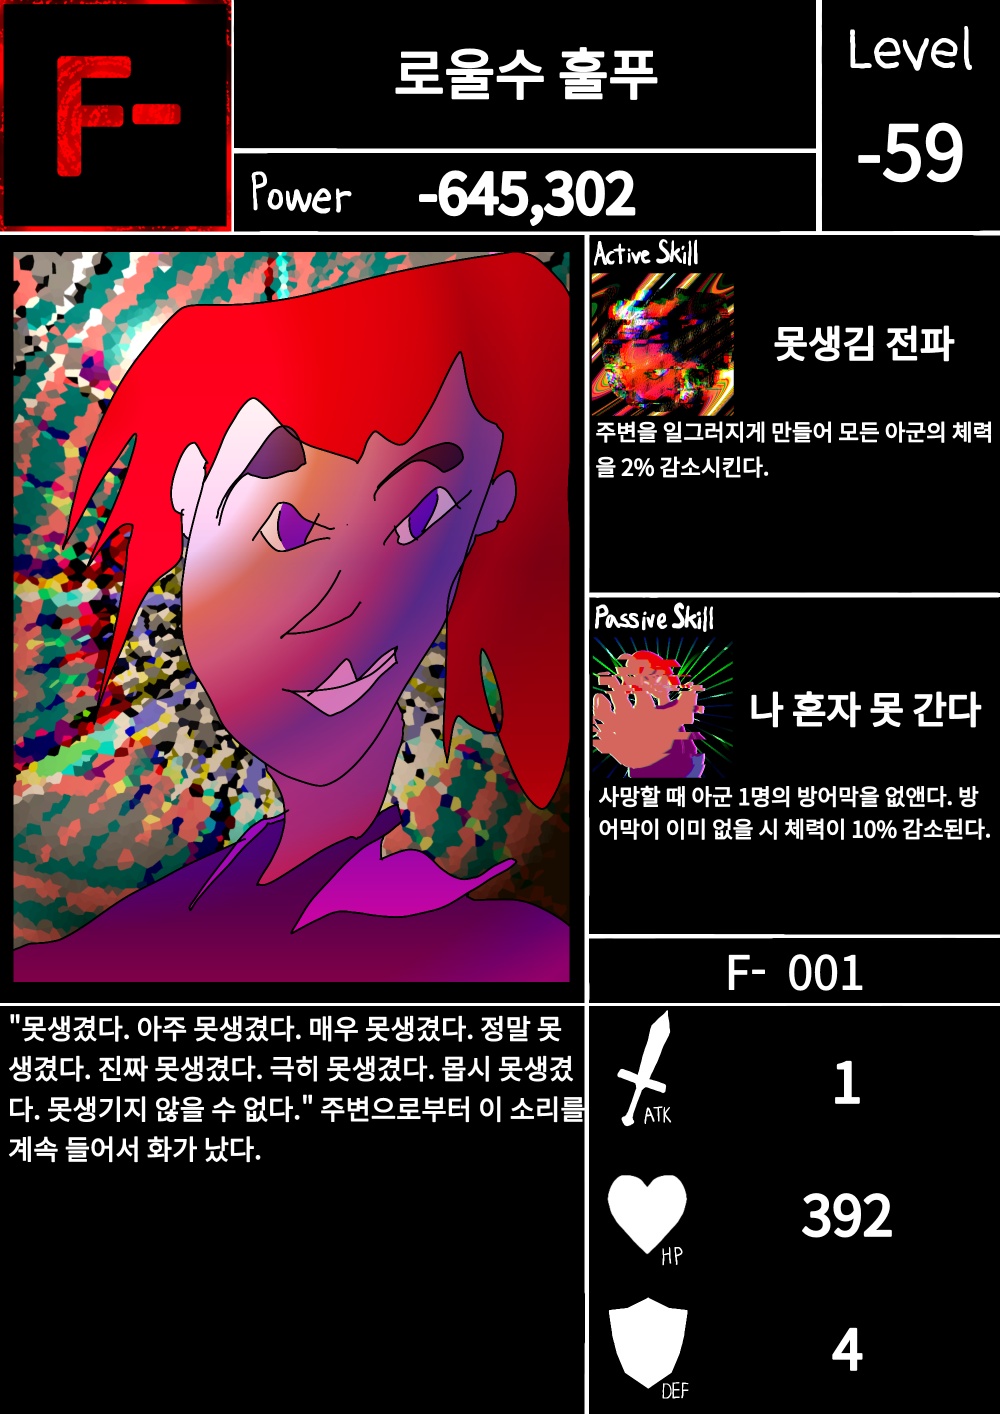 F-
로울수 훌푸
Level
-59
Power -645,302
Active Skill
못생김 전파
주변을 일그러지게 만들어 모든 아군의 체력
을 2% 감소시킨다.
Passive Skill
나 혼자 못 간다
사망할 때 아군 1명의 방어막을 없앤다. 방
어막이 이미 없을 시 체력이 10% 감소된다.
F- 001
"못생겼다. 아주 못생겼다. 매우 못생겼다. 정말 못
생겼다. 진짜 못생겼다. 극히 못생겼다. 몹시 못생겼
다. 못생기지 않을 수 없다." 주변으로부터 이 소리를
계속 들어서 화가 났다.
ATK
1
HP
392
DEF
4